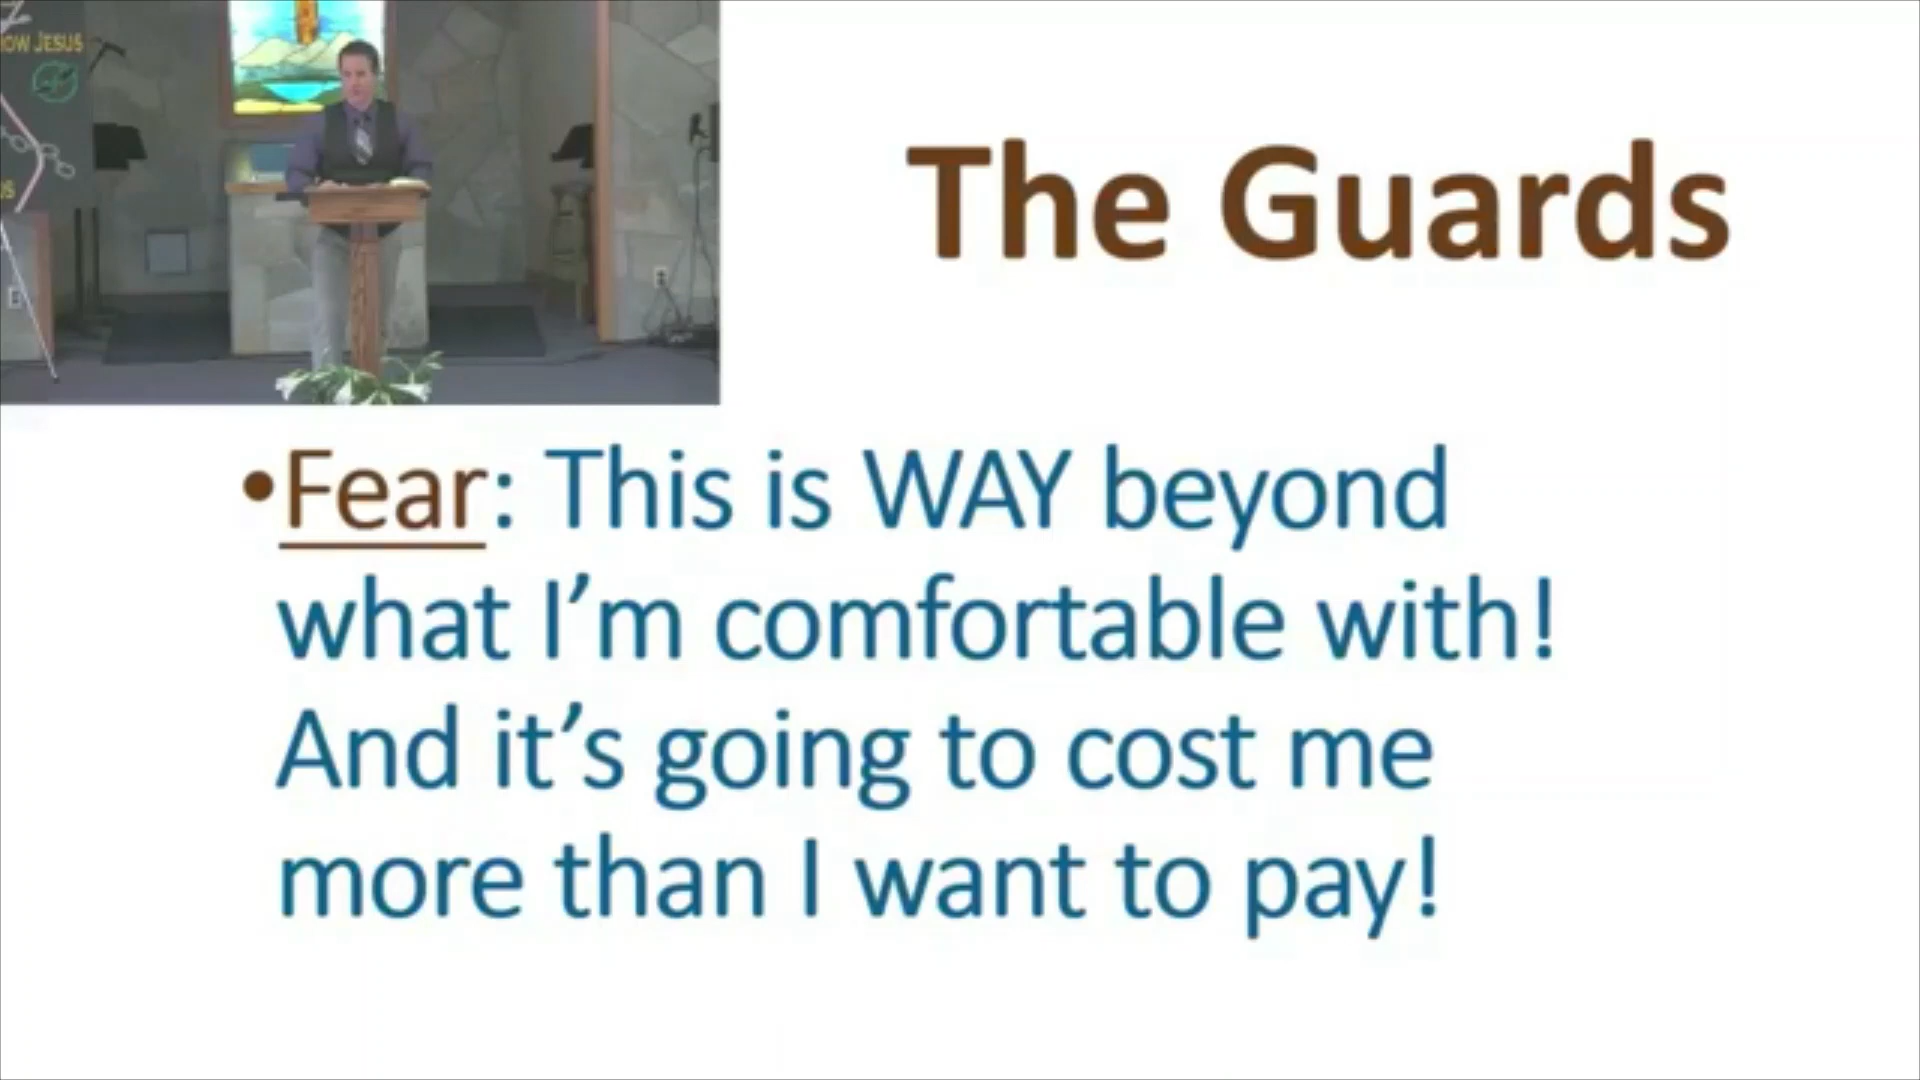 OW JESUS
The Guards
•Fear: This is WAY beyond
what I'm comfortable with!
And it's going to cost me
more than I want to pay!